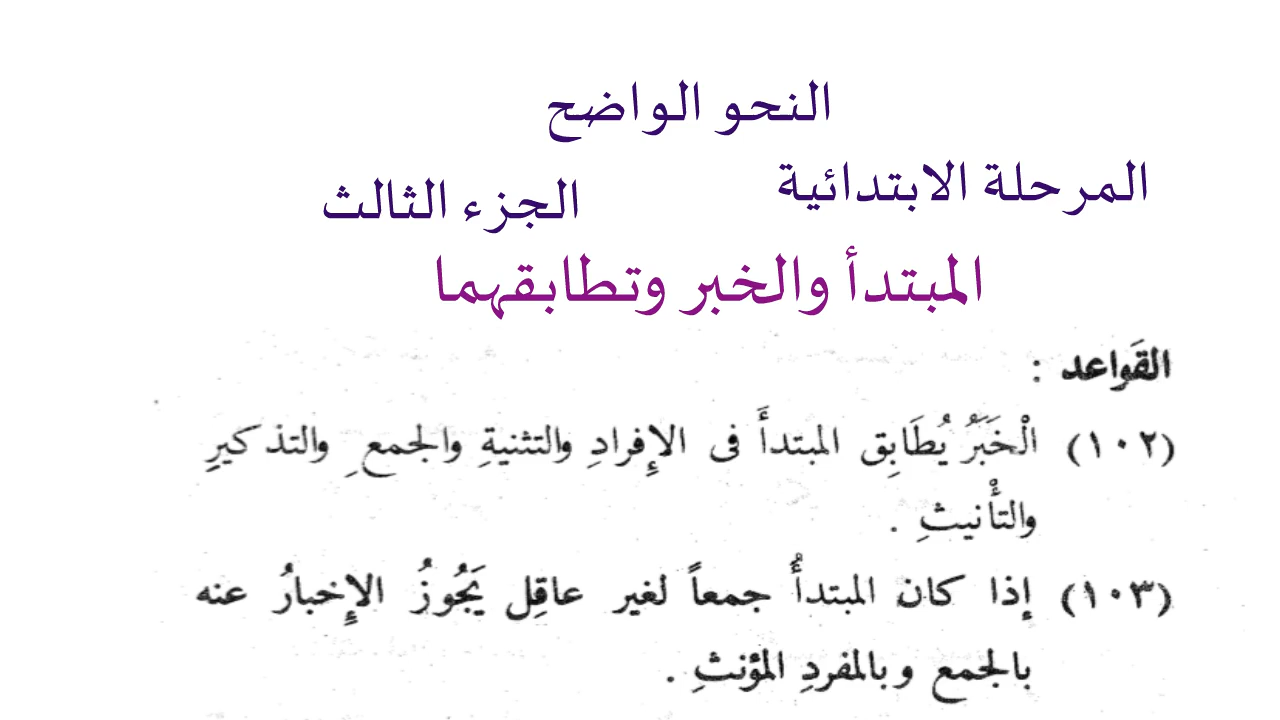 النحو الواضح
المرحلة الابتدائية
الجزء الثالث
المبتدأ والخبر وتطابقهما
القَواعد :
(١٠٢) الْخَبَرُ يُطَابِق المبتدأَ فى الإِفرادِ والتثنيةِ والجمعِ والتذكيرِ
والتأْنيثِ .
(١٠٣) إِذا كان المبتدأُ جمعاً لغير عاقِل يَجُوزُ الإِخبارُ عنه
بالجمع وبالمفردِ المؤنثِ .